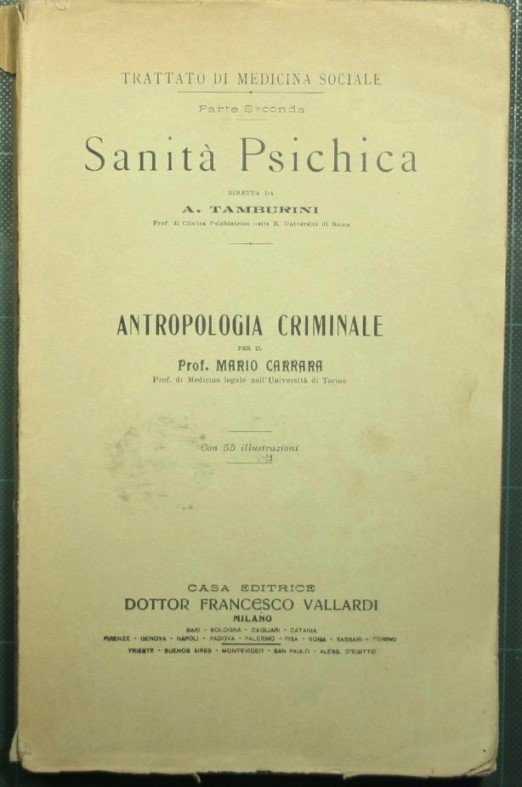 TRATTATO DI MEDICINA SOCIALE
Parte Seconda
Sanità Psichica
DIRETTA DA
A. TAMBURINI
Prof. di Clinica Psichiatrica nella R. Università di Roma
ANTROPOLOGIA CRIMINALE
PER IL
Prof. MARIO CARRARA
Prof. di Medicina legale nell'Università di Torino
Con 55 illustrazioni
CASA EDITRICE
DOTTOR FRANCESCO VALLARDI
MILANO
BARI - BOLOGNA - CAGLIARI - CATANIA
FIRENZE - GENOVA - NAPOLI - PADOVA - PALERMO - PISA - ROMA - SASSARI - TORINO
TRIESTE - BUENOS AIRES - MONTEVIDEO - SAN PAULO - ALESS. D'EGITTO